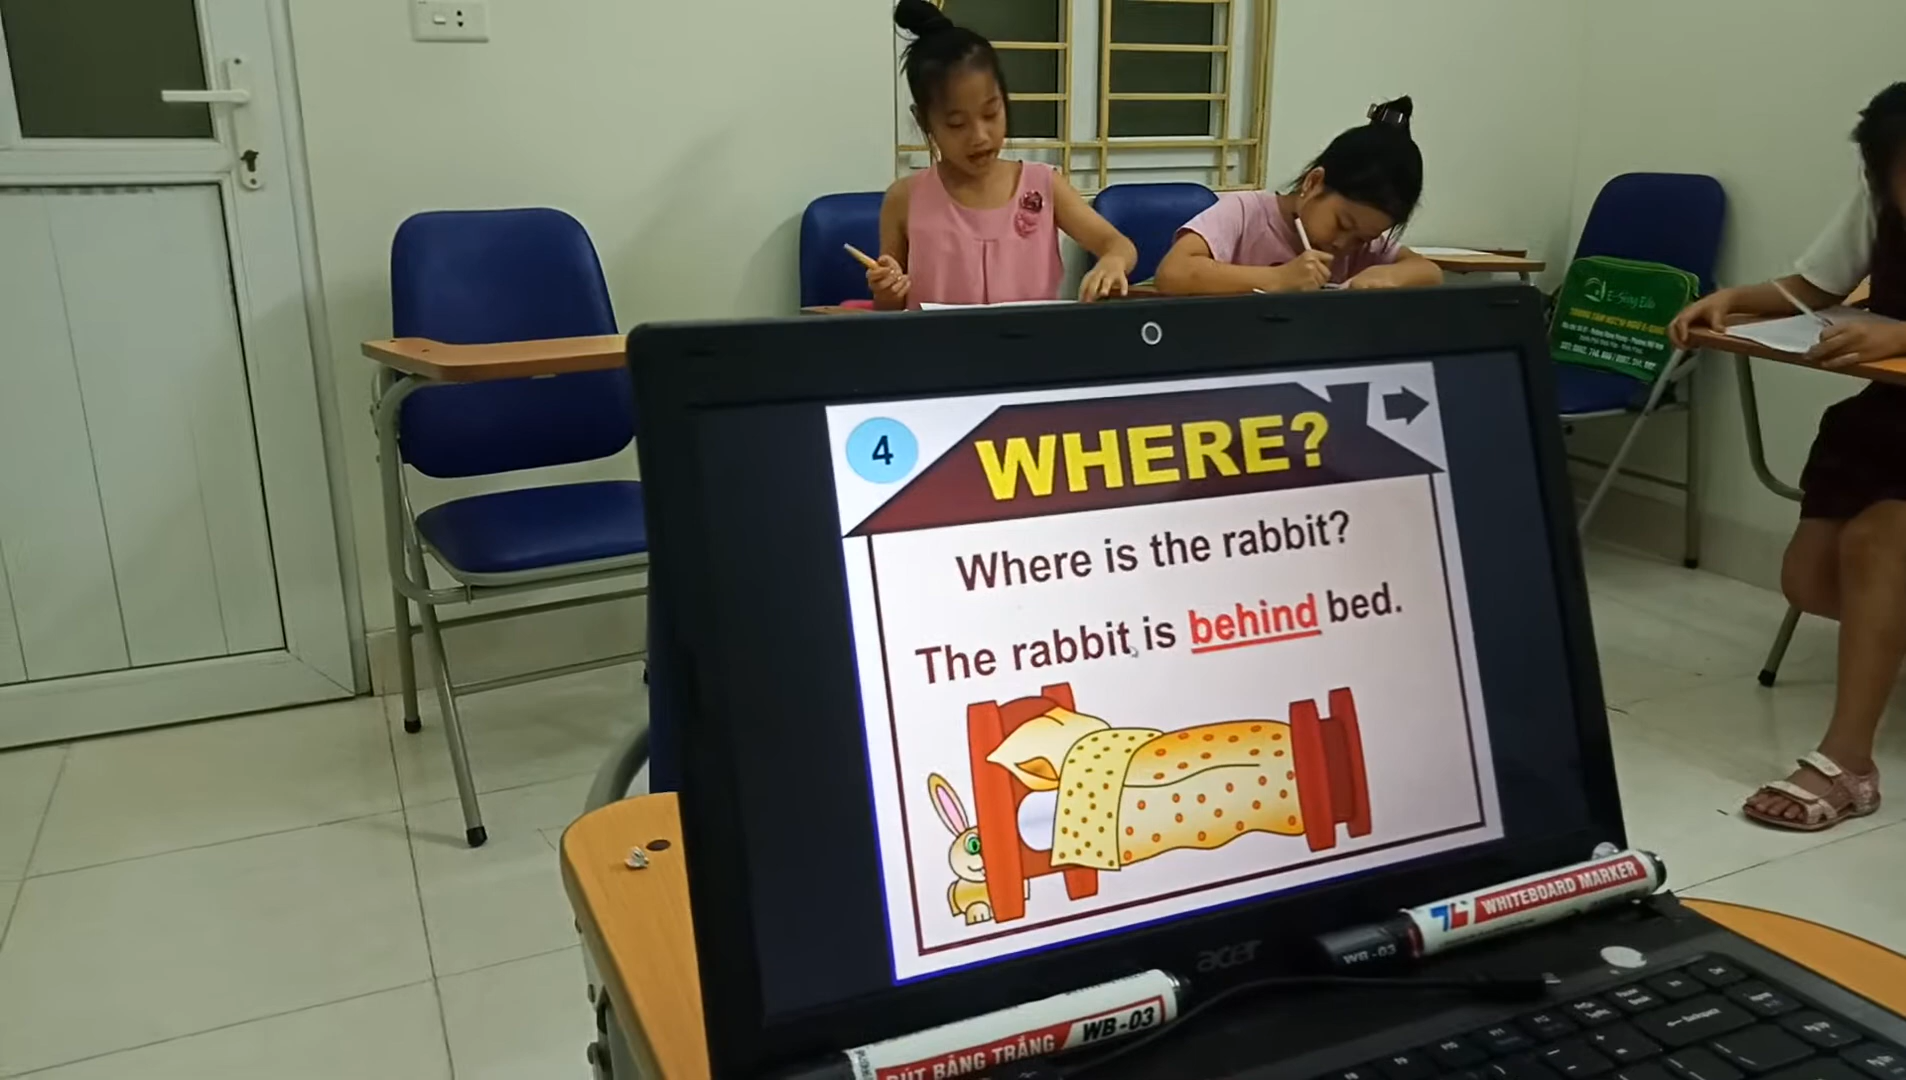 E-Sing Edu
4
WHERE?
Where is the rabbit?
The rabbit is behind bed.
acer
WHITEBOARD MARKER
WB-03
BÚT BẢNG TRẮNG WB-03
Backspace